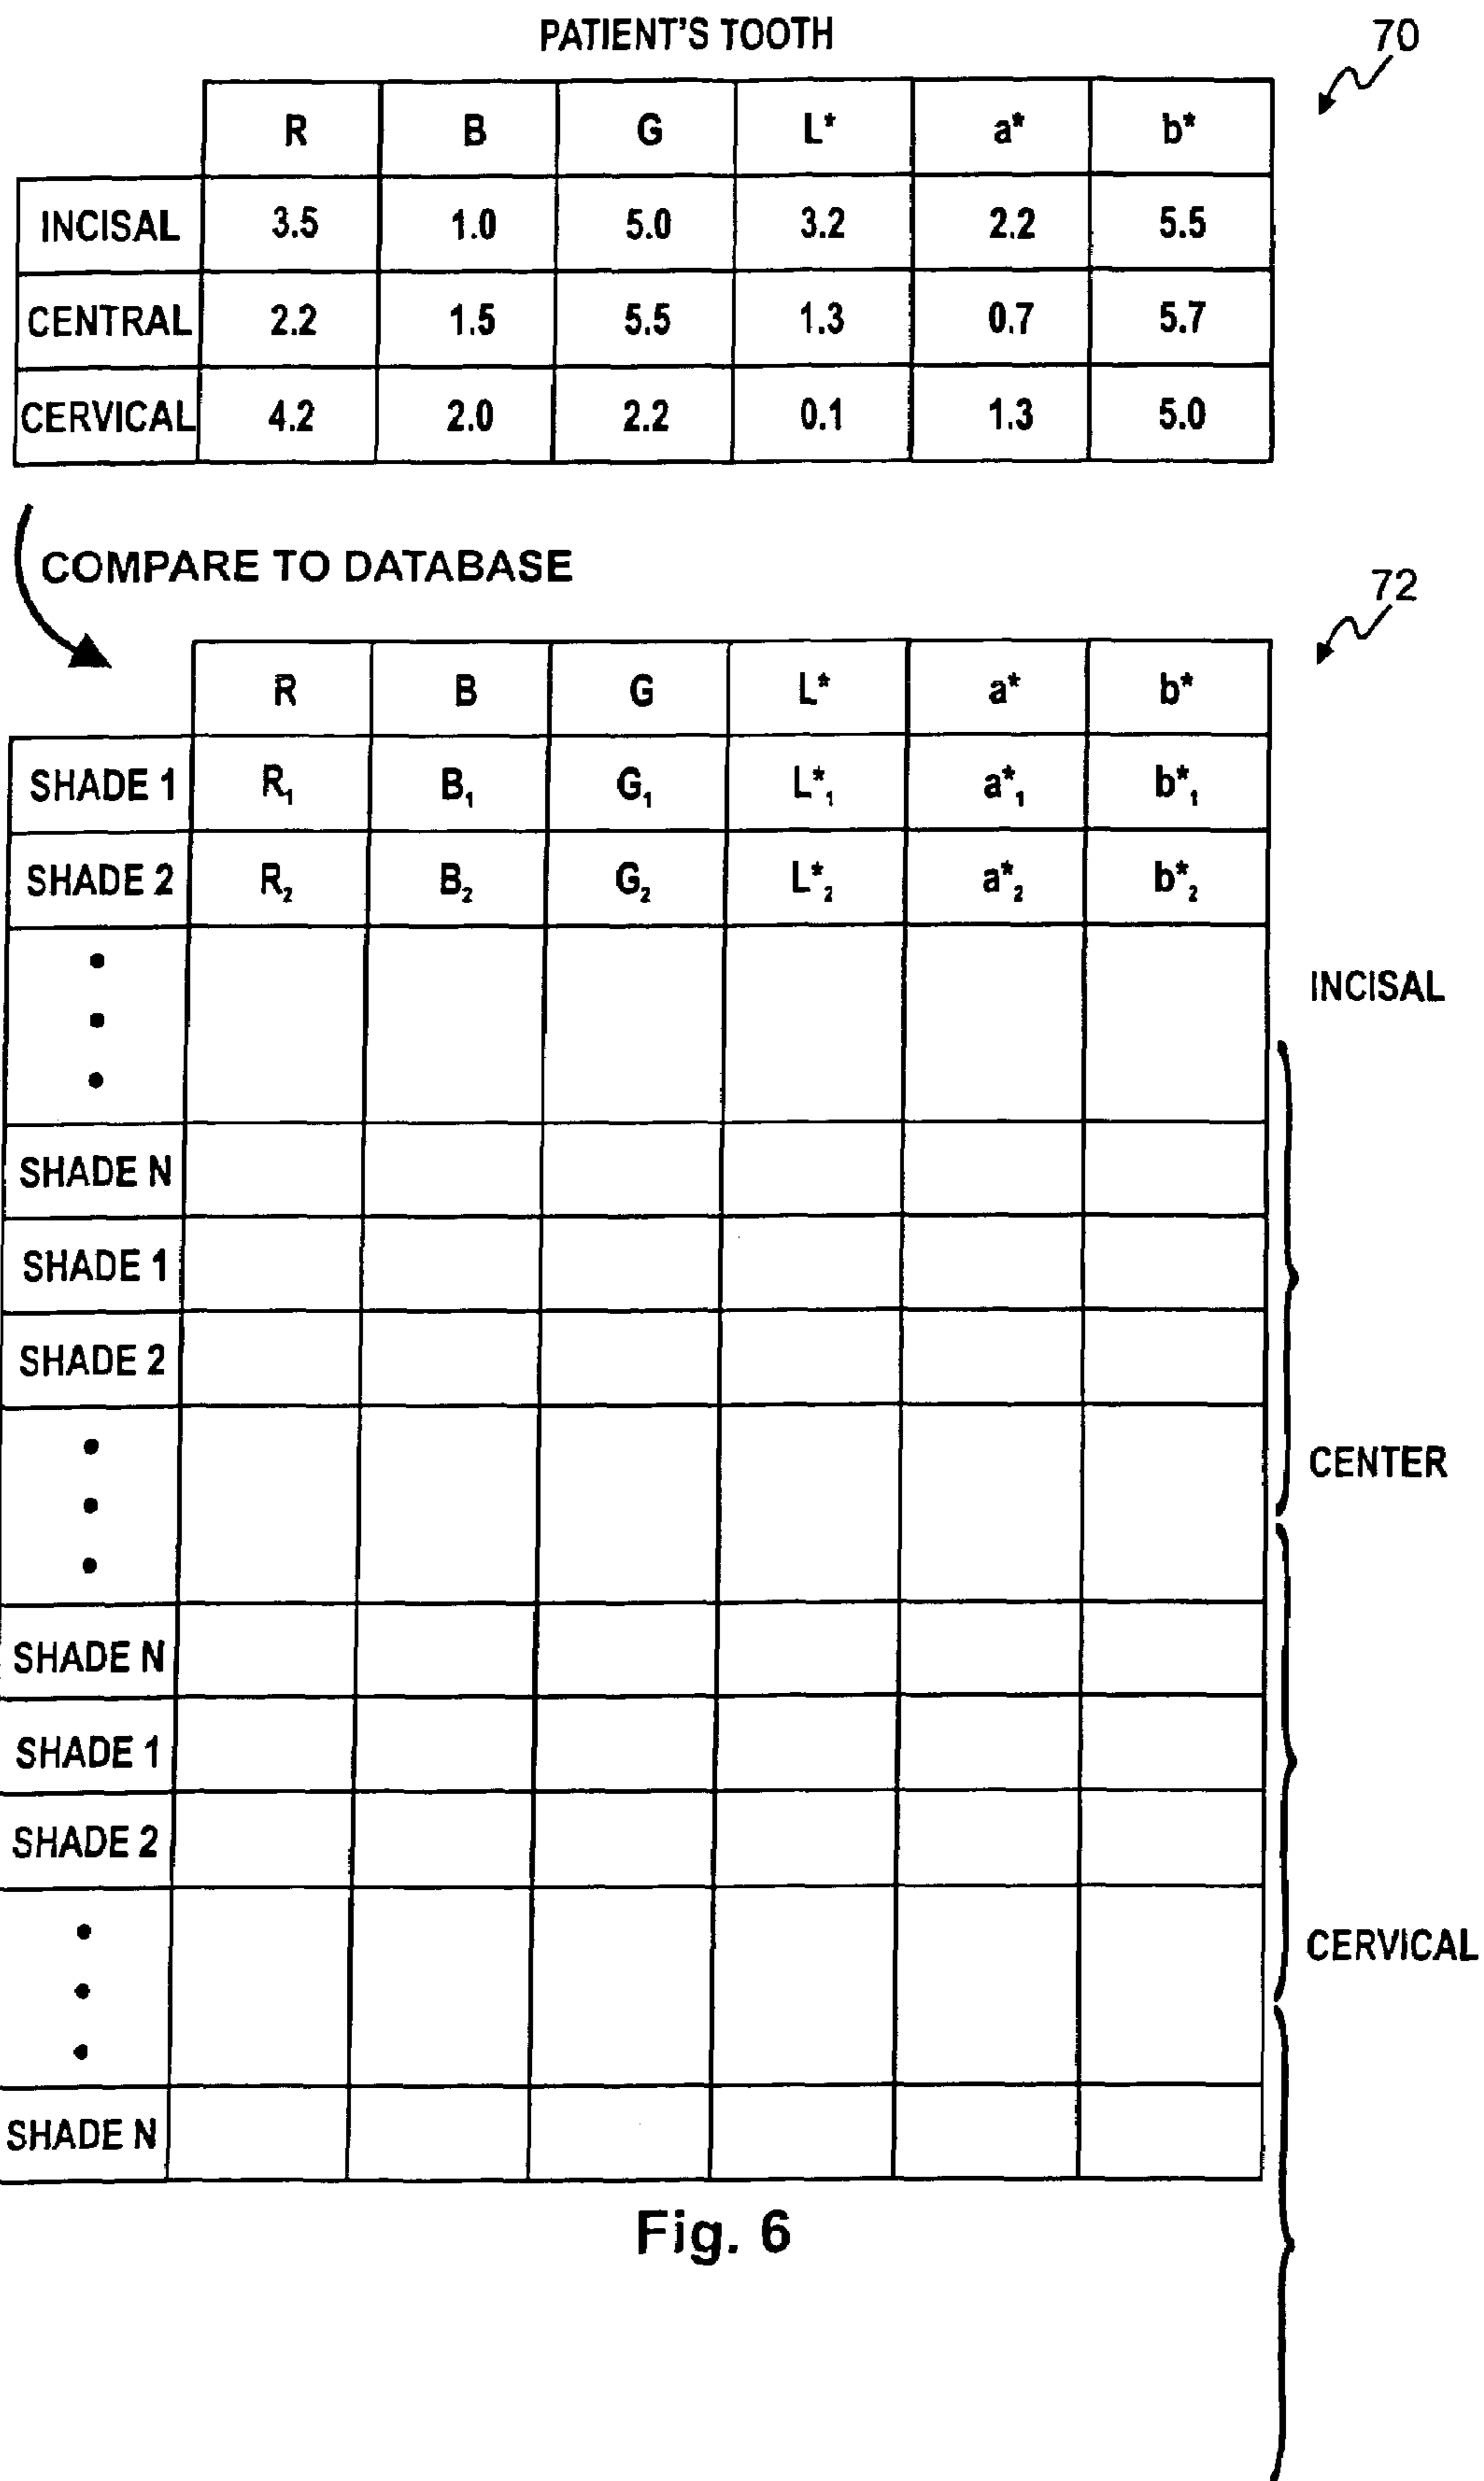 PATIENT'S TOOTH
70
R B G L* a* b*
INCISAL 3.5 1.0 5.0 3.2 2.2 5.5
CENTRAL 2.2 1.5 5.5 1.3 0.7 5.7
CERVICAL 4.2 2.0 2.2 0.1 1.3 5.0
COMPARE TO DATABASE
72
R B G L* a* b*
SHADE 1 R₁ B₁ G₁ L*₁ a*₁ b*₁
SHADE 2 R₂ B₂ G₂ L*₂ a*₂ b*₂
INCISAL
SHADE N
SHADE 1
SHADE 2
CENTER
SHADE N
SHADE 1
SHADE 2
CERVICAL
SHADE N
Fig. 6